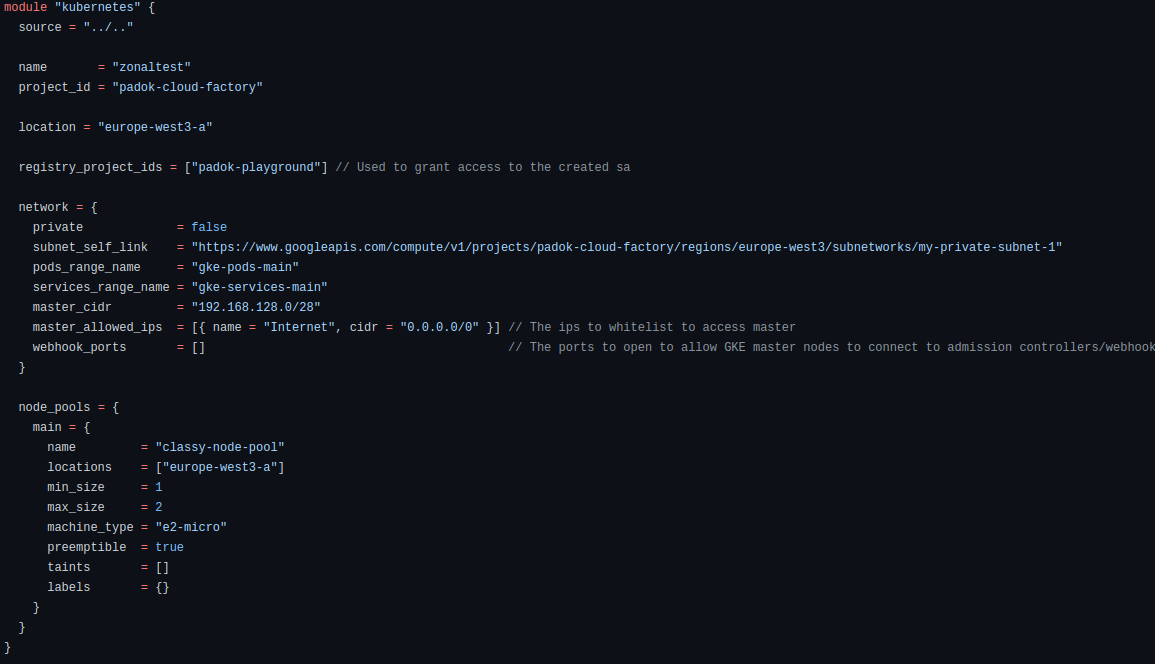 module "kubernetes" {
  source = "../.."

  name       = "zonaltest"
  project_id = "padok-cloud-factory"

  location = "europe-west3-a"

  registry_project_ids = ["padok-playground"] // Used to grant access to the created sa

  network = {
    private             = false
    subnet_self_link    = "https://www.googleapis.com/compute/v1/projects/padok-cloud-factory/regions/europe-west3/subnetworks/my-private-subnet-1"
    pods_range_name     = "gke-pods-main"
    services_range_name = "gke-services-main"
    master_cidr         = "192.168.128.0/28"
    master_allowed_ips  = [{ name = "Internet", cidr = "0.0.0.0/0" }] // The ips to whitelist to access master
    webhook_ports       = []                                          // The ports to open to allow GKE master nodes to connect to admission controllers/webhook
  }

  node_pools = {
    main = {
      name         = "classy-node-pool"
      locations    = ["europe-west3-a"]
      min_size     = 1
      max_size     = 2
      machine_type = "e2-micro"
      preemptible  = true
      taints       = []
      labels       = {}
    }
  }
}